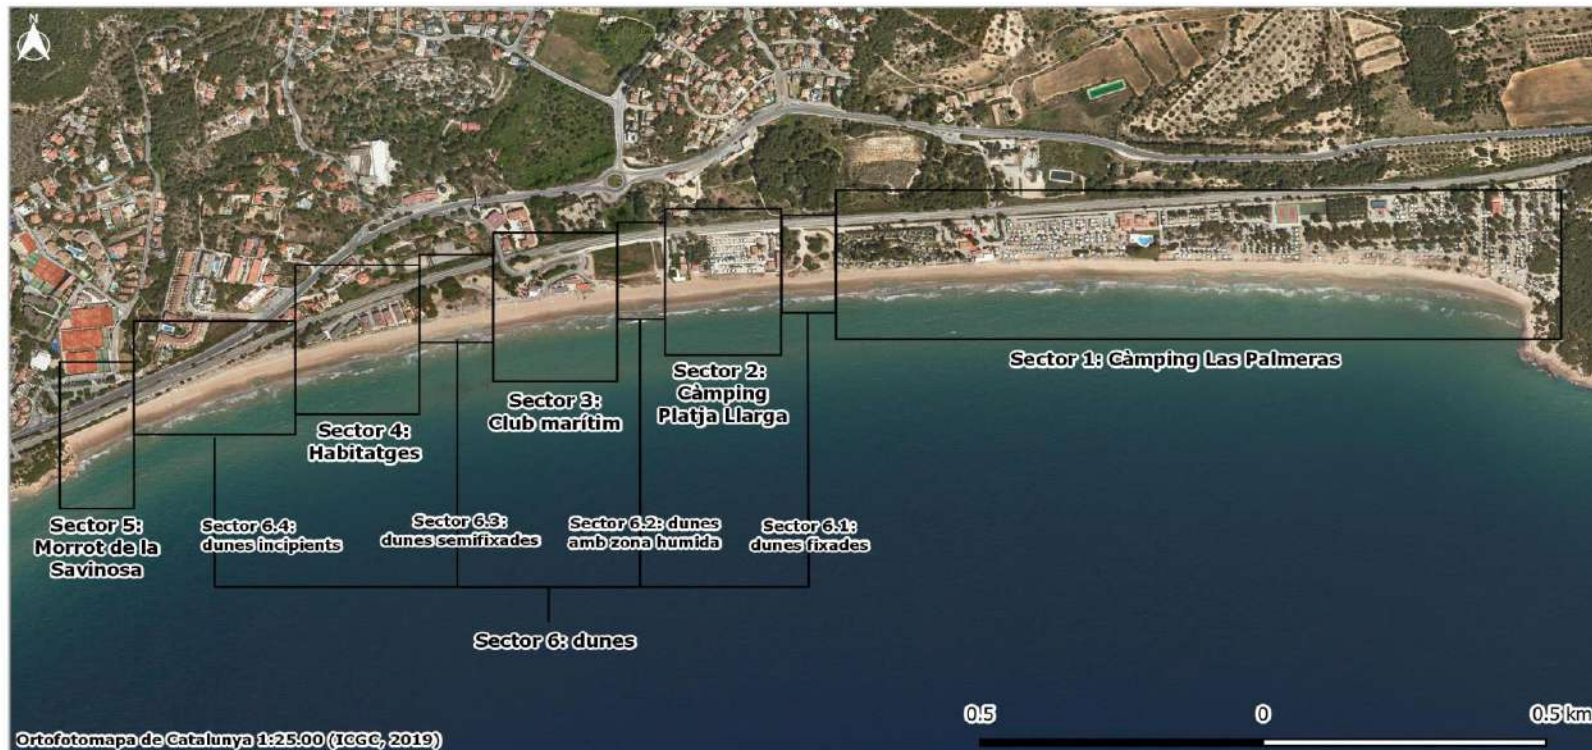 N
Sector 1: Càmping Las Palmeras
Sector 2:
Càmping
Platja Llarga
Sector 3:
Club marítim
Sector 4:
Habitatges
Sector 5:
Morrot de la
Savinosa
Sector 6.4:
dunes incipients
Sector 6.3:
dunes semifixades
Sector 6.2: dunes
amb zona humida
Sector 6.1:
dunes fixades
Sector 6: dunes
0.5 0 0.5 km
Ortofotomapa de Catalunya 1:25.00 (ICGC, 2019)